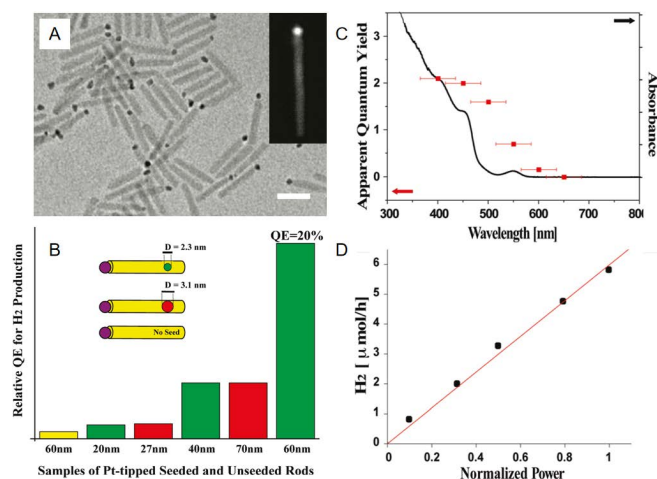 A
C
Apparent Quantum Yield
2
1
0
Absorbance
300 400 500 600 700 800
Wavelength [nm]
B
QE=20%
D = 2.3 nm
D = 3.1 nm
No Seed
Relative QE for H2 Production
60nm 20nm 27nm 40nm 70nm 60nm
Samples of Pt-tipped Seeded and Unseeded Rods
D
H2 [ μ mol/h ]
6
5
4
3
2
1
0
0 0.2 0.4 0.6 0.8 1
Normalized Power